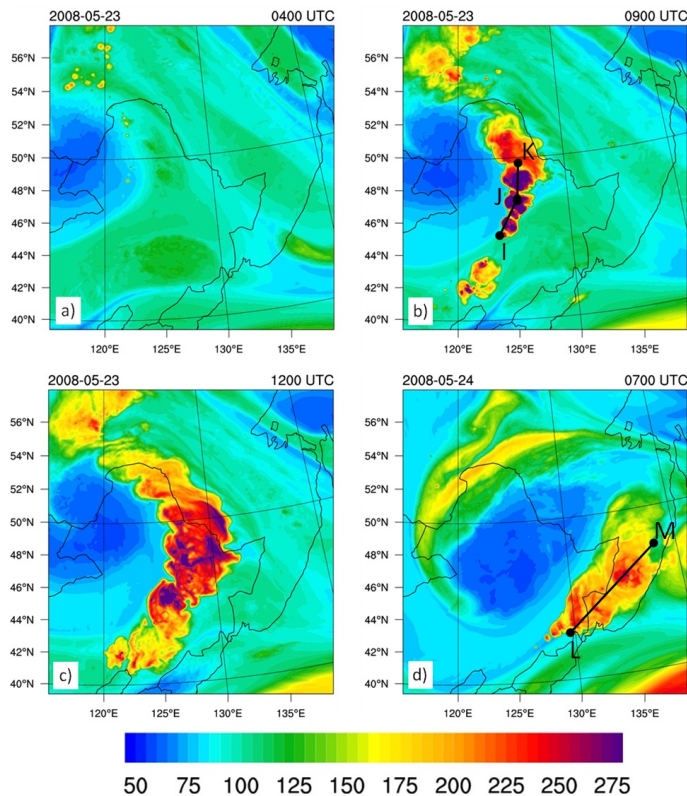 2008-05-23 0400 UTC
56°N
54°N
52°N
50°N
48°N
46°N
44°N
42°N
40°N
a)
120°E 125°E 130°E 135°E
2008-05-23 0900 UTC
56°N
54°N
52°N
50°N
48°N
46°N
44°N
42°N
40°N
K
J
I
b)
120°E 125°E 130°E 135°E
2008-05-23 1200 UTC
56°N
54°N
52°N
50°N
48°N
46°N
44°N
42°N
40°N
c)
120°E 125°E 130°E 135°E
2008-05-24 0700 UTC
56°N
54°N
52°N
50°N
48°N
46°N
44°N
42°N
40°N
M
L
d)
120°E 125°E 130°E 135°E
50 75 100 125 150 175 200 225 250 275